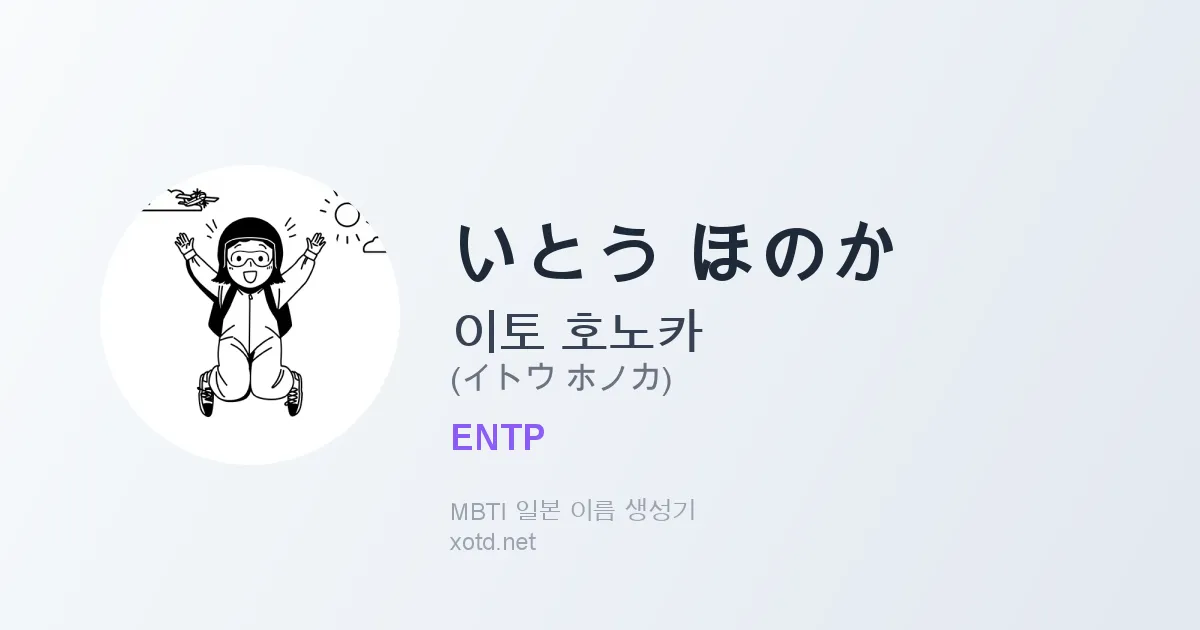 いとう ほのか
이토 호노카
(イトウ ホノカ)
ENTP
MBTI 일본 이름 생성기
xotd.net